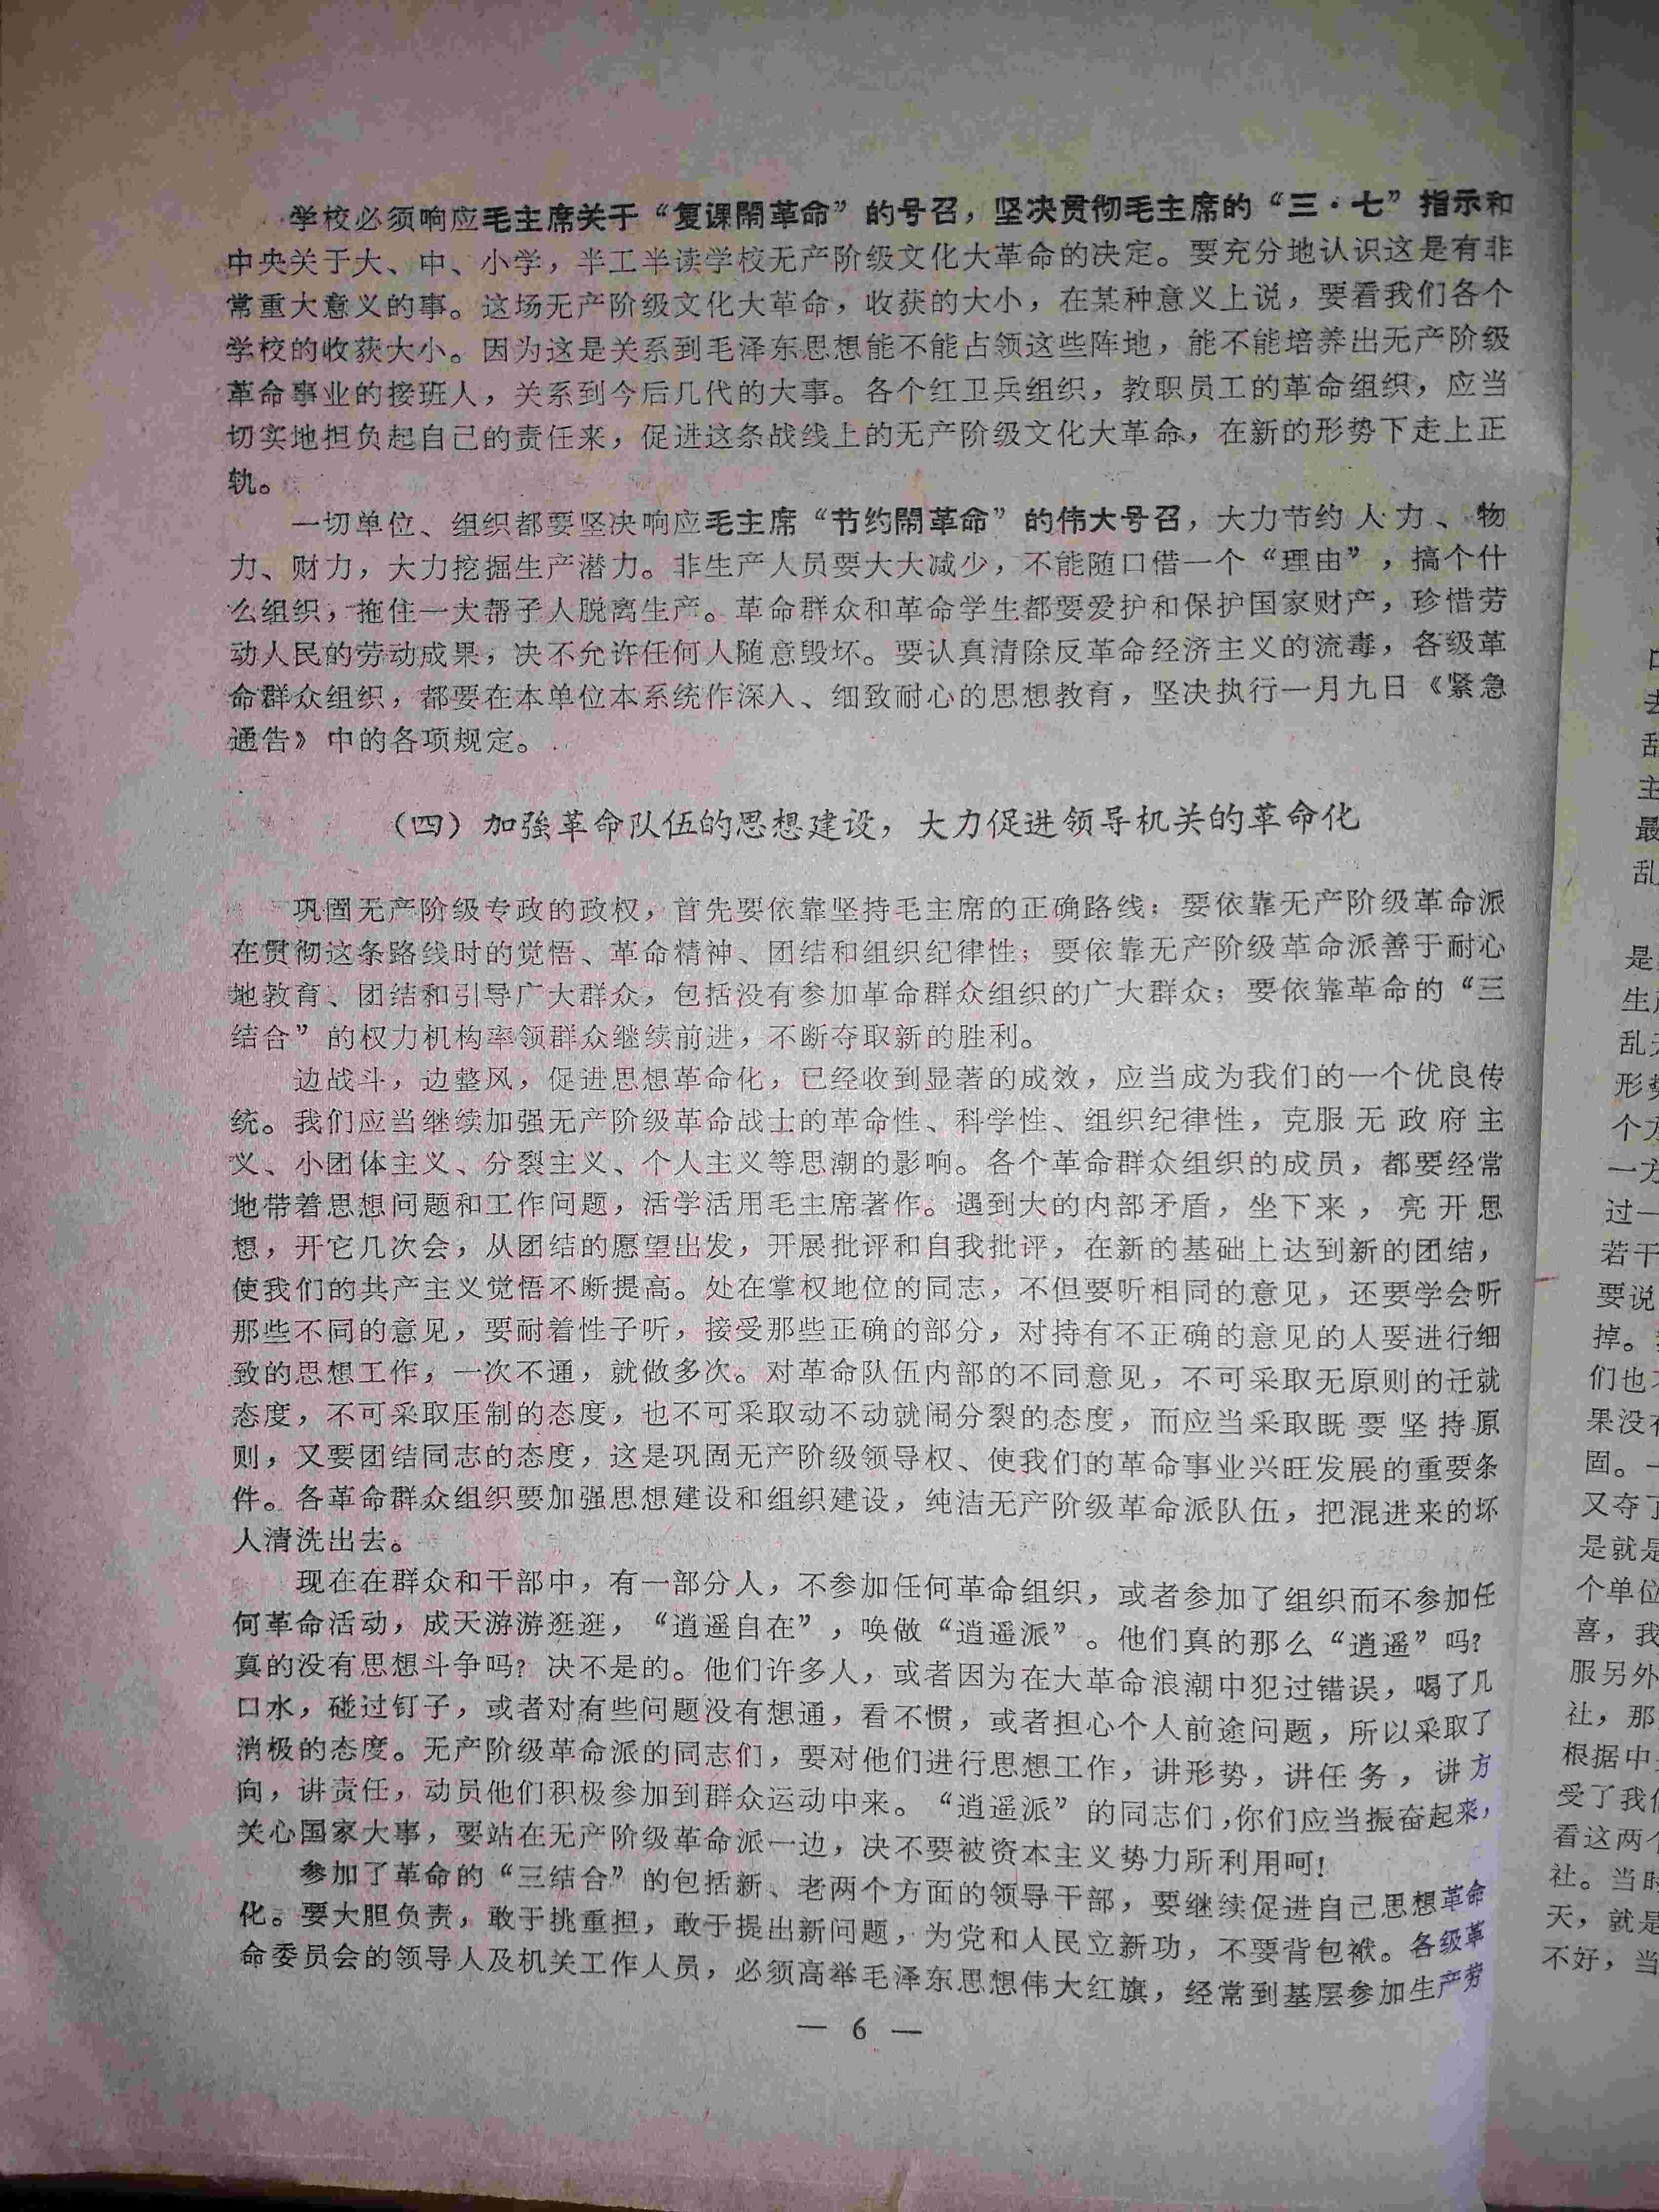 学校必须响应毛主席关于“复课閙革命”的号召，坚决贯彻毛主席的“三·七”指示和
中央关于大、中、小学，半工半读学校无产阶级文化大革命的决定。要充分地认识这是有非
常重大意义的事。这场无产阶级文化大革命，收获的大小，在某种意义上说，要看我们各个
学校的收获大小。因为这是关系到毛泽东思想能不能占领这些阵地，能不能培养出无产阶级
革命事业的接班人，关系到今后几代的大事。各个红卫兵组织，教职员工的革命组织，应当
切实地担负起自己的责任来，促进这条战线上的无产阶级文化大革命，在新的形势下走上正
轨。
一切单位、组织都要坚决响应毛主席“节约閙革命”的伟大号召，大力节约人力、物
力、财力，大力挖掘生产潜力。非生产人员要大大减少，不能随口借一个“理由”，搞个什
么组织，拖住一大帮子人脱离生产。革命群众和革命学生都要爱护和保护国家财产，珍惜劳
动人民的劳动成果，决不允许任何人随意毁坏。要认真清除反革命经济主义的流毒，各级革
命群众组织，都要在本单位本系统作深入、细致耐心的思想教育，坚决执行一月九日《紧急
通告》中的各项规定。
（四）加強革命队伍的思想建设，大力促进领导机关的革命化
巩固无产阶级专政的政权，首先要依靠坚持毛主席的正确路线；要依靠无产阶级革命派
在贯彻这条路线时的觉悟、革命精神、团结和组织纪律性；要依靠无产阶级革命派善于耐心
地教育、团结和引导广大群众，包括没有参加革命群众组织的广大群众；要依靠革命的“三
结合”的权力机构率领群众继续前进，不断夺取新的胜利。
边战斗，边整风，促进思想革命化，已经收到显著的成效，应当成为我们的一个优良传
统。我们应当继续加强无产阶级革命战士的革命性、科学性、组织纪律性，克服无政府主
义、小团体主义、分裂主义、个人主义等思潮的影响。各个革命群众组织的成员，都要经常
地带着思想问题和工作问题，活学活用毛主席著作。遇到大的内部矛盾，坐下来，亮开思
想，开它几次会，从团结的愿望出发，开展批评和自我批评，在新的基础上达到新的团结，
使我们的共产主义觉悟不断提高。处在掌权地位的同志，不但要听相同的意见，还要学会听
那些不同的意见，要耐着性子听，接受那些正确的部分，对持有不正确的意见的人要进行细
致的思想工作，一次不通，就做多次。对革命队伍内部的不同意见，不可采取无原则的迁就
态度，不可采取压制的态度，也不可采取动不动就闹分裂的态度，而应当采取既要坚持原
则，又要团结同志的态度，这是巩固无产阶级领导权、使我们的革命事业兴旺发展的重要条
件。各革命群众组织要加强思想建设和组织建设，纯洁无产阶级革命派队伍，把混进来的坏
人清洗出去。
现在在群众和干部中，有一部分人，不参加任何革命组织，或者参加了组织而不参加任
何革命活动，成天游游逛逛，“逍遥自在”，唤做“逍遥派”。他们真的那么“逍遥”吗？
真的没有思想斗争吗？决不是的。他们许多人，或者因为在大革命浪潮中犯过错误，喝了几
口水，碰过钉子，或者对有些问题没有想通，看不惯，或者担心个人前途问题，所以采取了
消极的态度。无产阶级革命派的同志们，要对他们进行思想工作，讲形势，讲任务，讲方
向，讲责任，动员他们积极参加到群众运动中来。“逍遥派”的同志们，你们应当振奋起来，
关心国家大事，要站在无产阶级革命派一边，决不要被资本主义势力所利用呵！
参加了革命的“三结合”的包括新、老两个方面的领导干部，要继续促进自己思想革命
化。要大胆负责，敢于挑重担，敢于提出新问题，为党和人民立新功，不要背包袱。各级革
命委员会的领导人及机关工作人员，必须高举毛泽东思想伟大红旗，经常到基层参加生产劳
— 6 —
主
最
乱
是
生
形势
个方
一方
过一
若干
要说
掉。
们也
果没有
固。一
又夺了
是就是
个单位
喜，我
服另外
社，那
根据中
受了我们
看这两个
社。当时
天，就是
不好，当